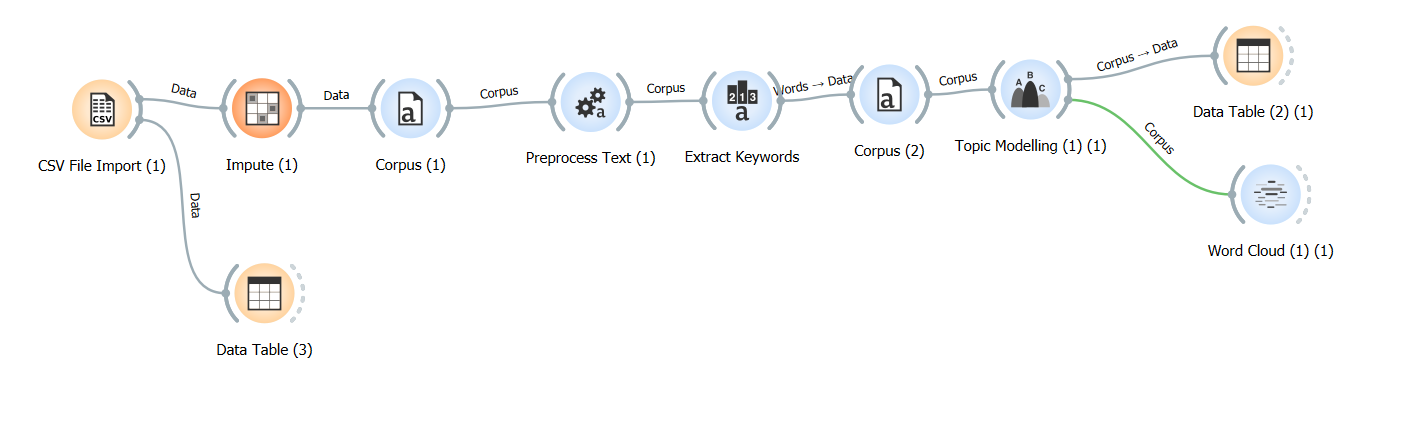 Corpus → Data
Data Table (2) (1)
Data
Data
Corpus
Corpus
Words → Data
Corpus
CSV
a
a
213
a
a
A B C
Corpus
CSV File Import (1)
Impute (1)
Corpus (1)
Preprocess Text (1)
Extract Keywords
Corpus (2)
Topic Modelling (1) (1)
Data
Word Cloud (1) (1)
Data Table (3)